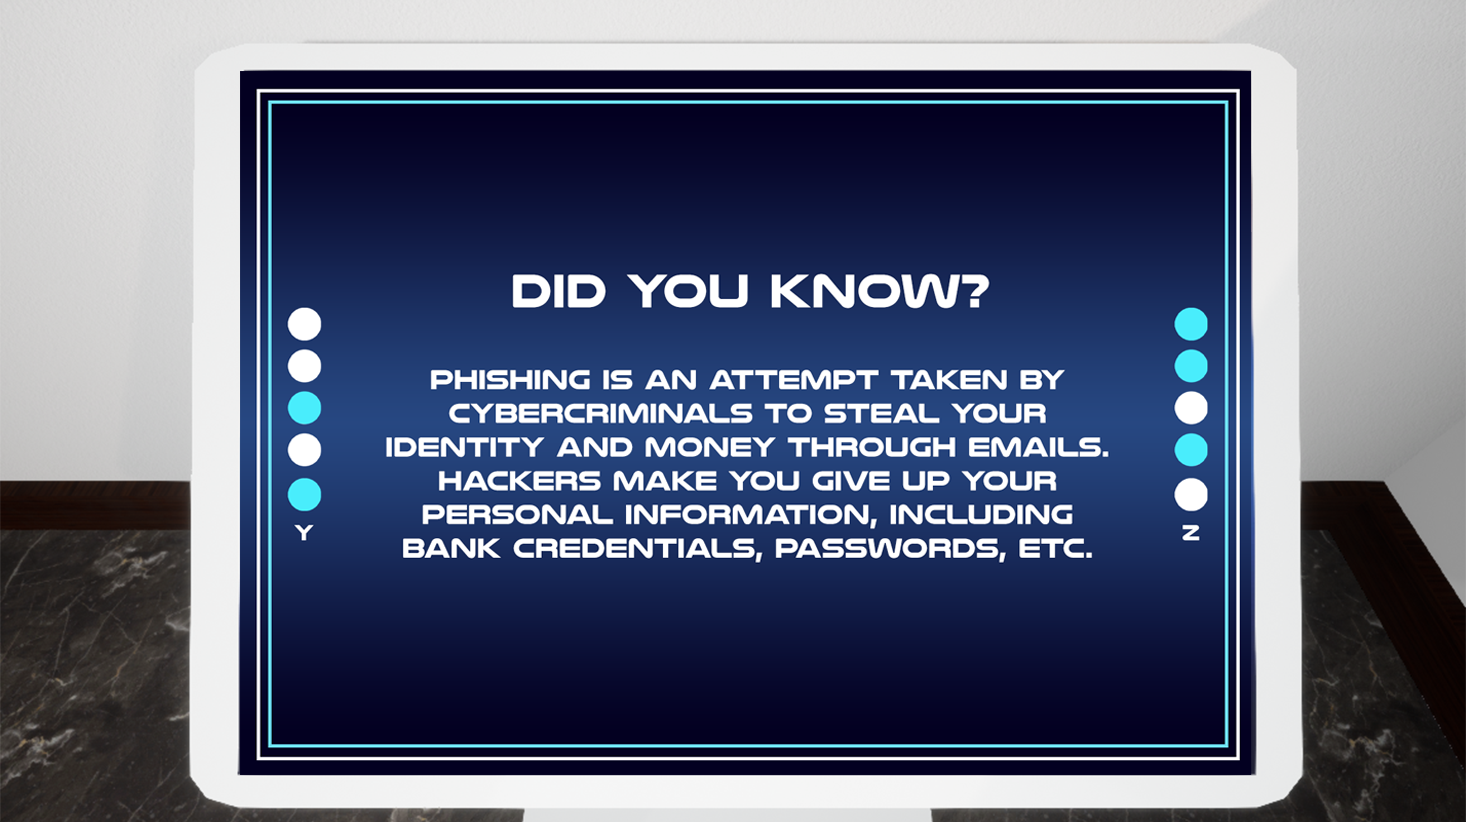 DID YOU KNOW?
PHISHING IS AN ATTEMPT TAKEN BY
CYBERCRIMINALS TO STEAL YOUR
IDENTITY AND MONEY THROUGH EMAILS.
HACKERS MAKE YOU GIVE UP YOUR
PERSONAL INFORMATION, INCLUDING
BANK CREDENTIALS, PASSWORDS, ETC.
Y
Z